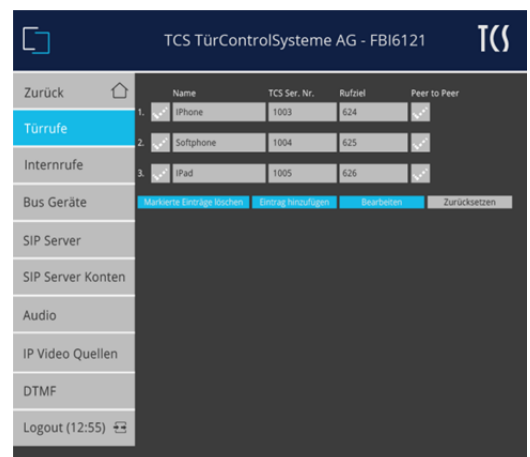 TCS TürControlSysteme AG - FBI6121
TCS
Zurück
Türrufe
Internrufe
Bus Geräte
SIP Server
SIP Server Konten
Audio
IP Video Quellen
DTMF
Logout (12:55)
Name TCS Ser. Nr. Rufziel Peer to Peer
1. IPhone 1003 624
2. Softphone 1004 625
3. IPad 1005 626
Markierte Einträge löschen Eintrag hinzufügen Bearbeiten Zurücksetzen